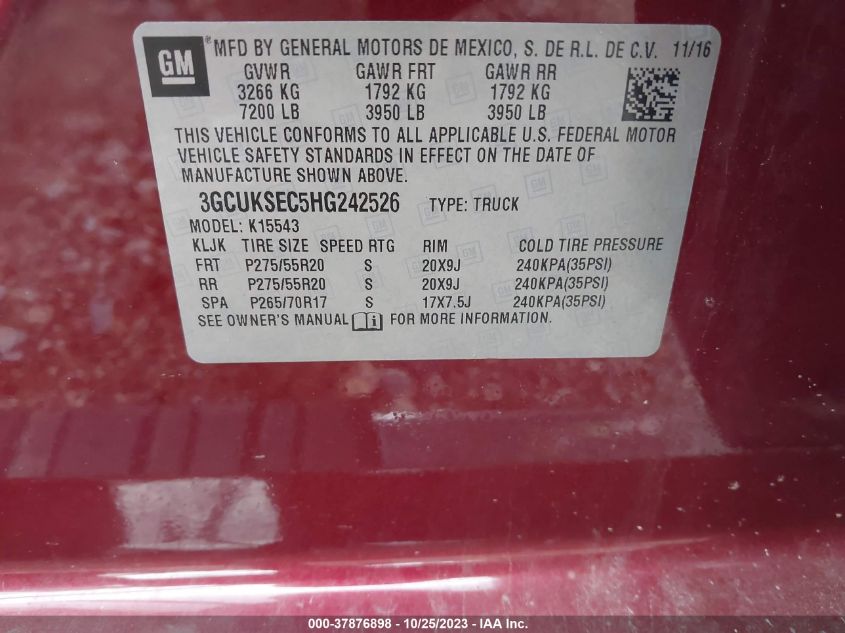 GM ® MFD BY GENERAL MOTORS DE MEXICO, S. DE R.L. DE C.V. 11/16
GVWR GAWR FRT GAWR RR
3266 KG 1792 KG 1792 KG
7200 LB 3950 LB 3950 LB
THIS VEHICLE CONFORMS TO ALL APPLICABLE U.S. FEDERAL MOTOR
VEHICLE SAFETY STANDARDS IN EFFECT ON THE DATE OF
MANUFACTURE SHOWN ABOVE.
3GCUKSEC5HG242526 TYPE: TRUCK
MODEL: K15543
KLJK TIRE SIZE SPEED RTG RIM COLD TIRE PRESSURE
FRT P275/55R20 S 20X9J 240KPA(35PSI)
RR P275/55R20 S 20X9J 240KPA(35PSI)
SPA P265/70R17 S 17X7.5J 240KPA(35PSI)
SEE OWNER'S MANUAL i FOR MORE INFORMATION.
000-37876898 - 10/25/2023 - IAA Inc.